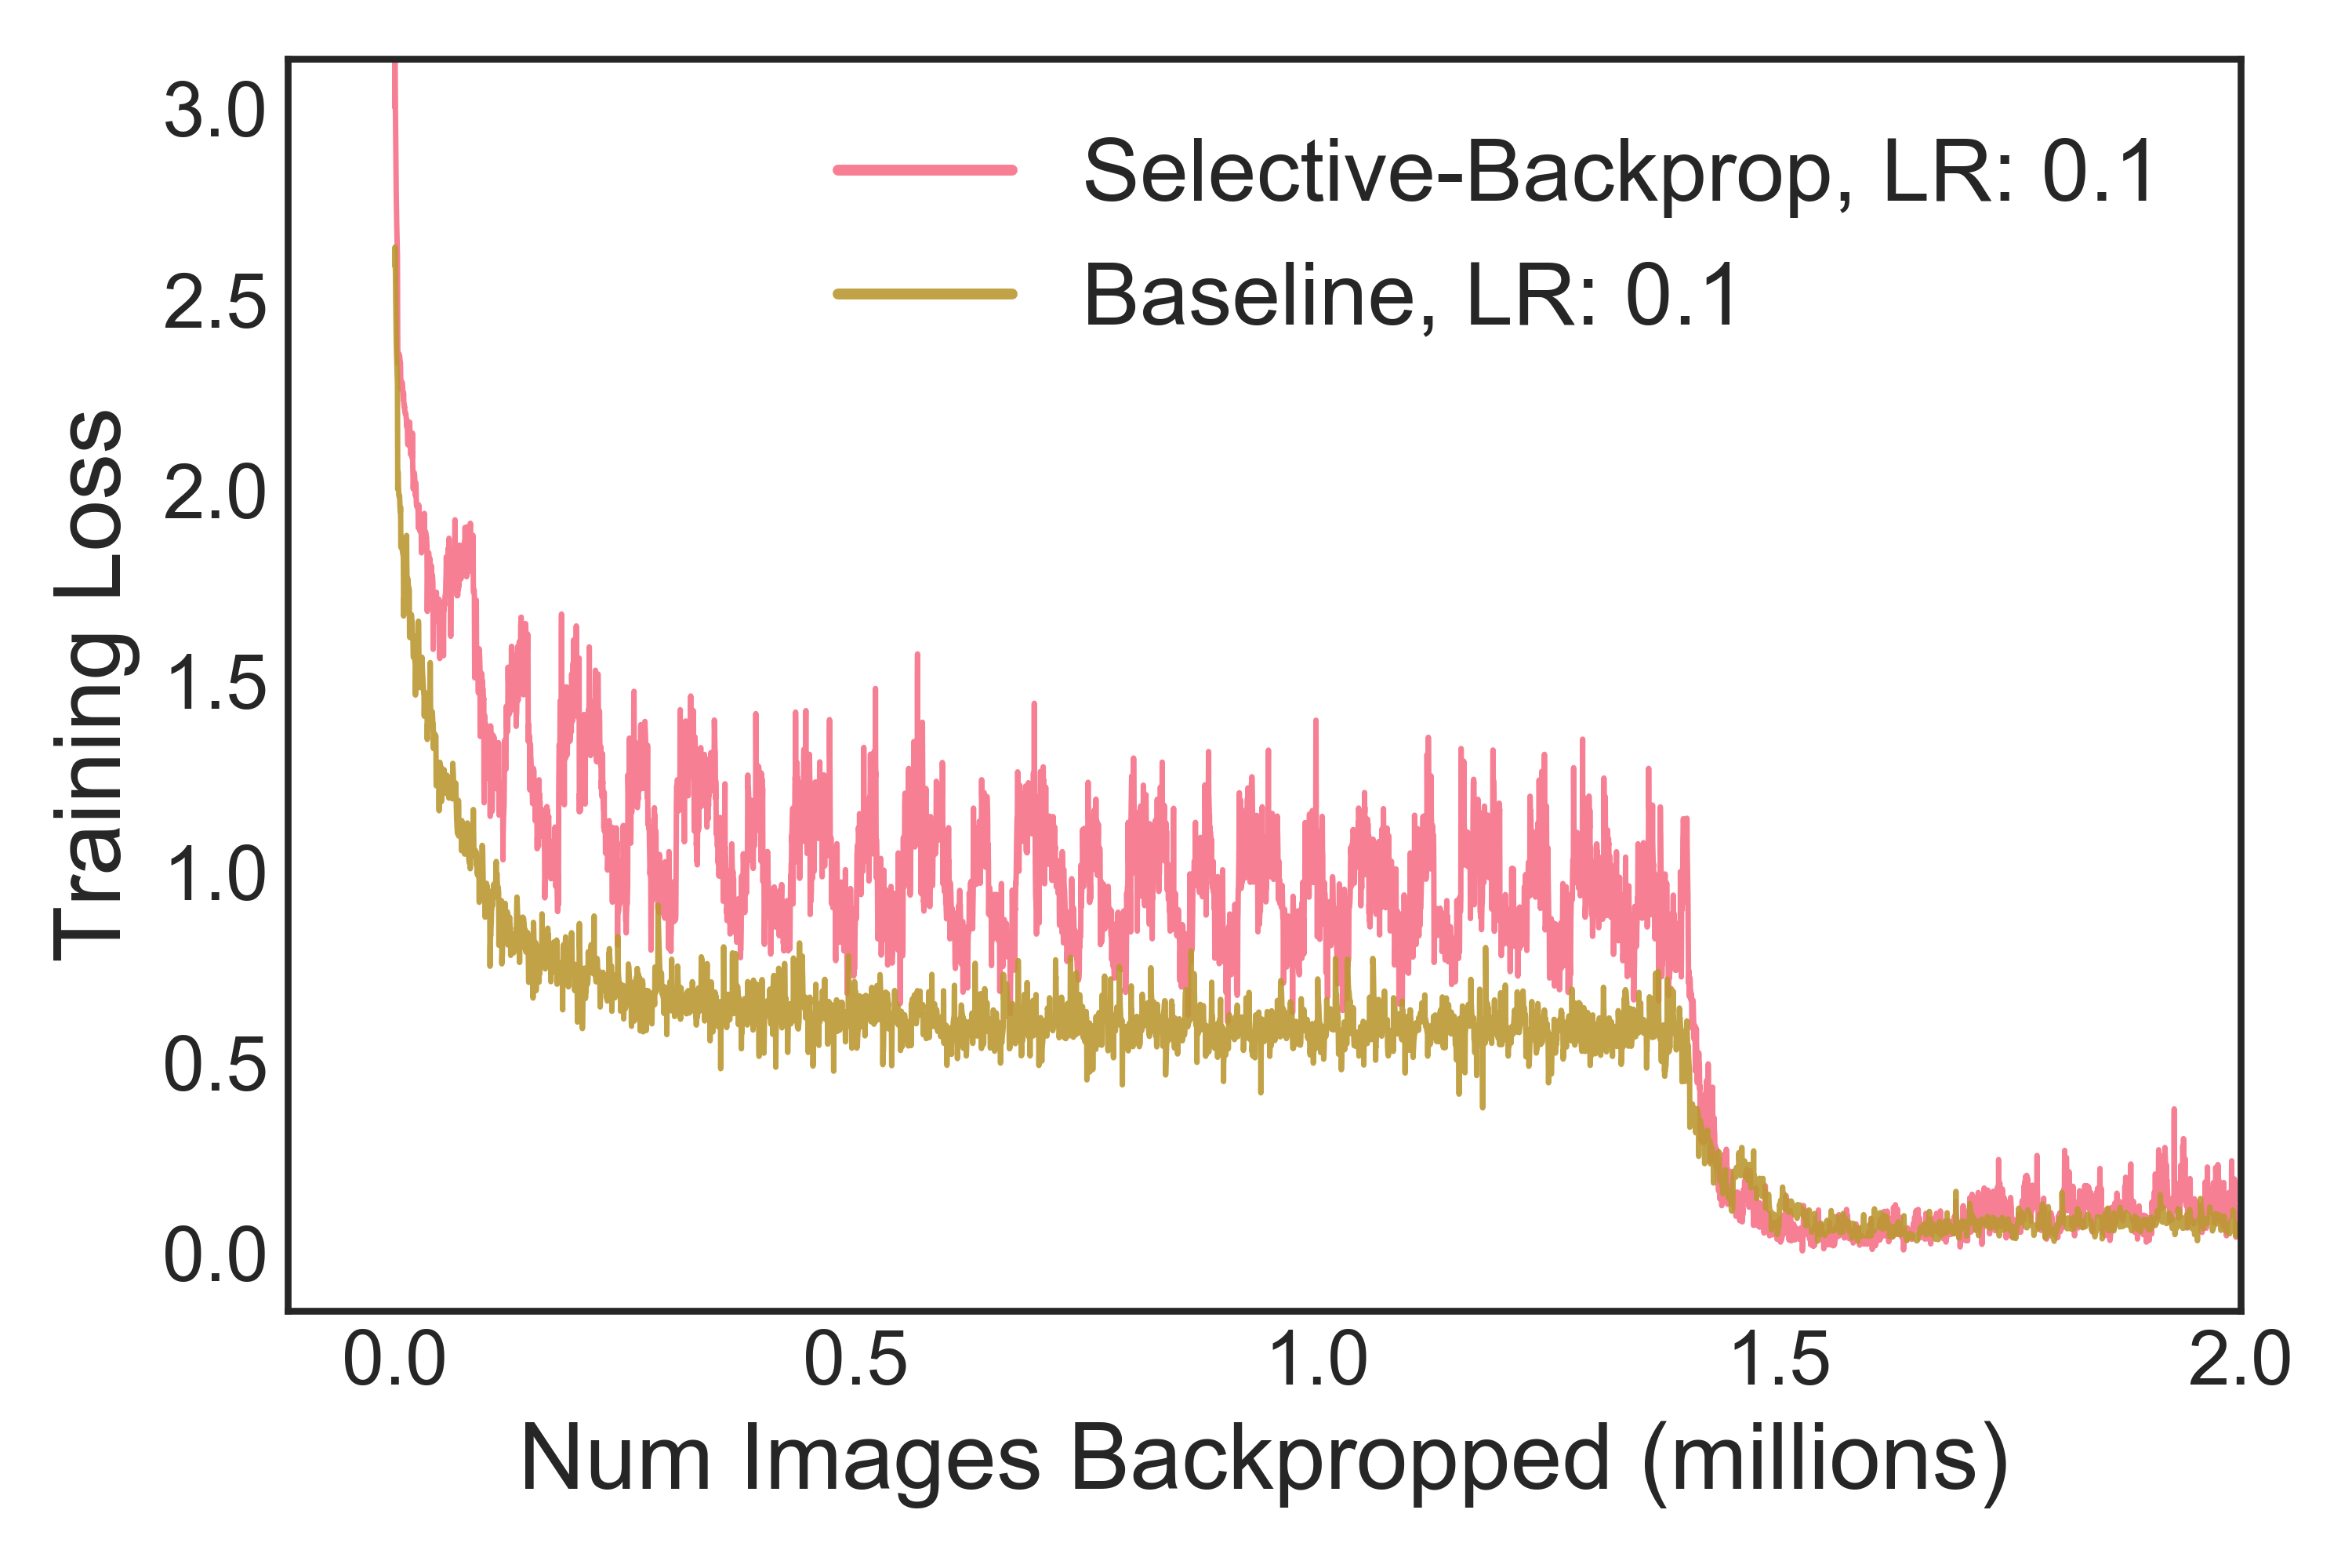 Selective-Backprop, LR: 0.1
Baseline, LR: 0.1
Training Loss
3.0
2.5
2.0
1.5
1.0
0.5
0.0
0.0 0.5 1.0 1.5 2.0
Num Images Backpropped (millions)